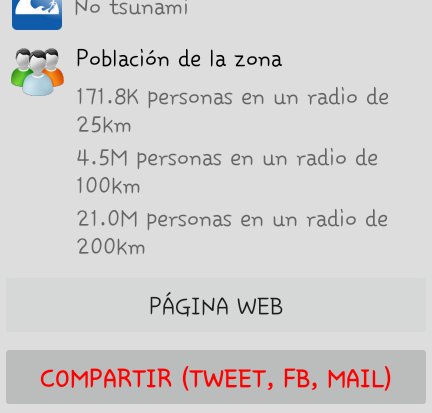 No tsunami
Población de la zona
171.8K personas en un radio de
25km
4.5M personas en un radio de
100km
21.0M personas en un radio de
200km
PÁGINA WEB
COMPARTIR (TWEET, FB, MAIL)